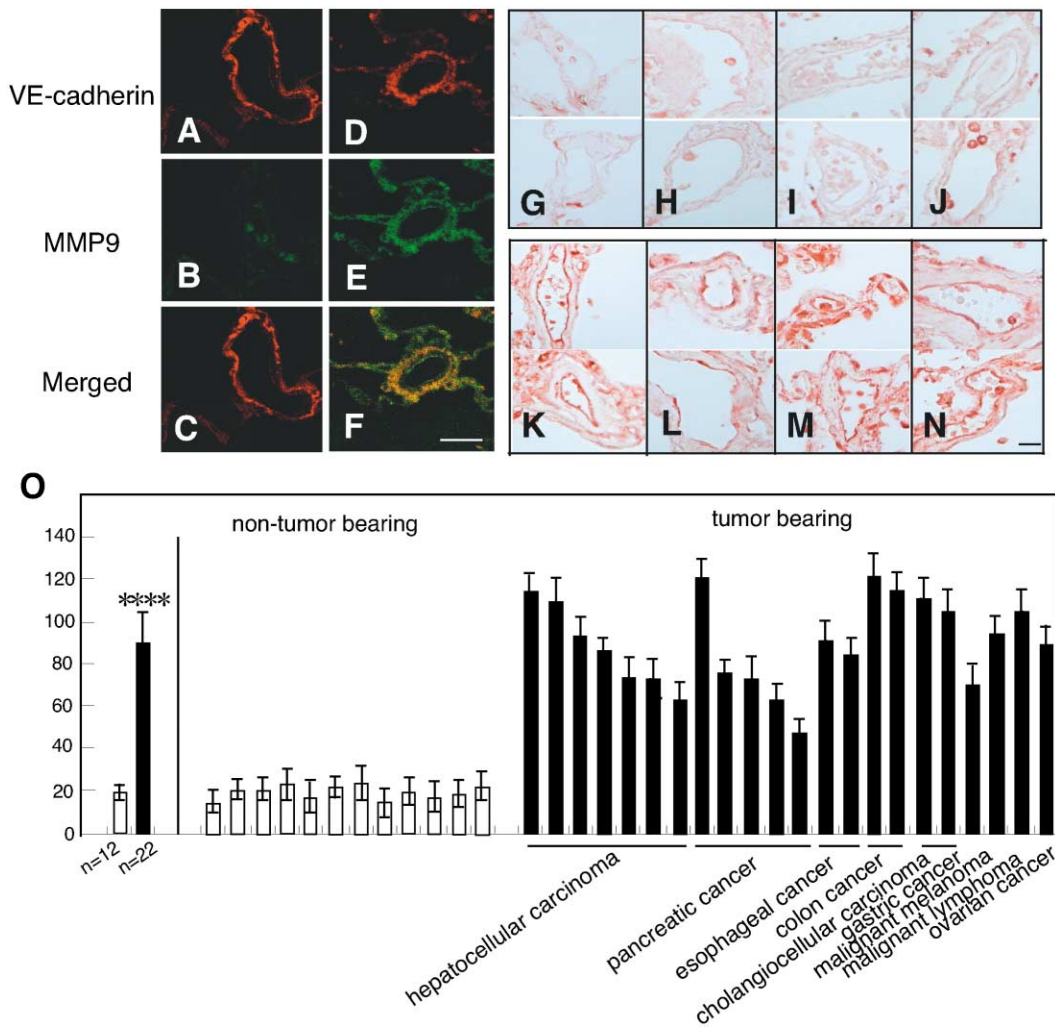 VE-cadherin
MMP9
Merged
A
D
B
E
C
F
G
H
I
J
K
L
M
N
O
non-tumor bearing
tumor bearing
140
120
100
80
60
40
20
0
****
n=12
n=22
hepatocellular carcinoma
pancreatic cancer
esophageal cancer
colon cancer
cholangiocellular carcinoma
gastric cancer
malignant melanoma
malignant lymphoma
ovarian cancer